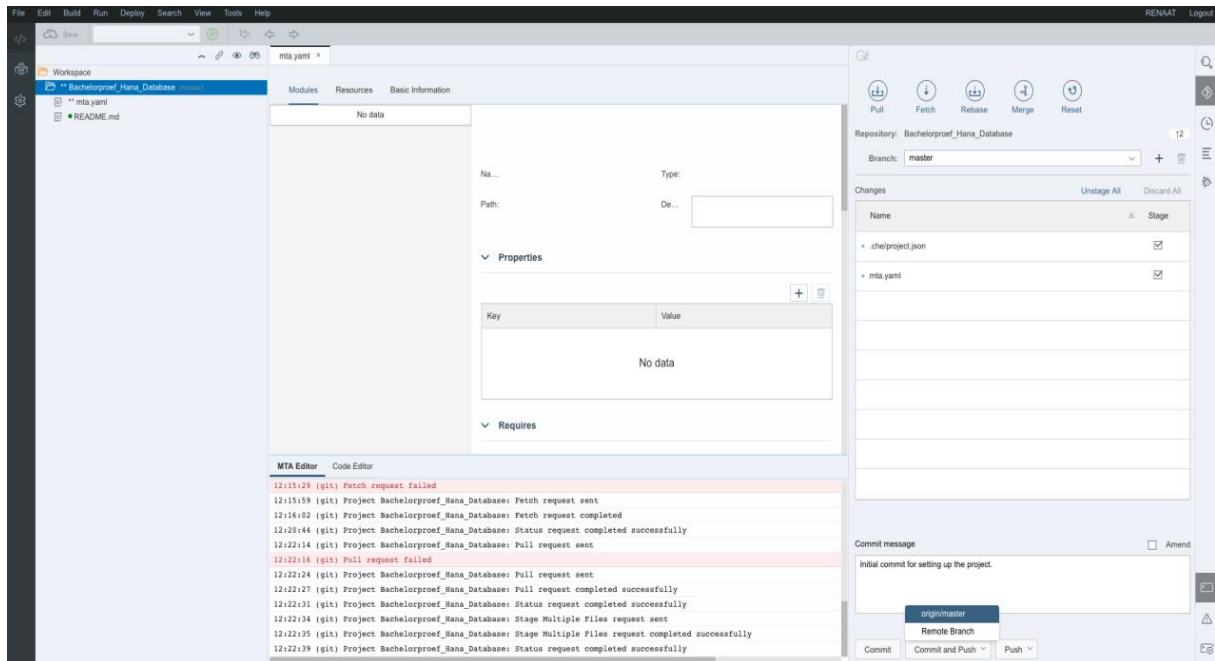 File Edit Build Run Deploy Search View Tools Help
RENAAT Logout
Save
Workspace
** Bachelorproef_Hana_Database [master]
** mta.yaml
README.md
mta.yaml ×
Modules Resources Basic Information
No data
Na...
Type:
Path:
De...
Properties
Key Value
No data
Requires
MTA Editor Code Editor
12:15:29 (git) Fetch request failed
12:15:59 (git) Project Bachelorproef_Hana_Database: Fetch request sent
12:16:02 (git) Project Bachelorproef_Hana_Database: Fetch request completed
12:20:44 (git) Project Bachelorproef_Hana_Database: Status request completed successfully
12:22:14 (git) Project Bachelorproef_Hana_Database: Pull request sent
12:22:16 (git) Pull request failed
12:22:24 (git) Project Bachelorproef_Hana_Database: Pull request sent
12:22:27 (git) Project Bachelorproef_Hana_Database: Pull request completed successfully
12:22:31 (git) Project Bachelorproef_Hana_Database: Status request completed successfully
12:22:34 (git) Project Bachelorproef_Hana_Database: Stage Multiple Files request sent
12:22:35 (git) Project Bachelorproef_Hana_Database: Stage Multiple Files request completed successfully
12:22:39 (git) Project Bachelorproef_Hana_Database: Status request completed successfully
Git
Pull Fetch Rebase Merge Reset
Repository: Bachelorproef_Hana_Database
↑2
Branch: master
Changes Unstage All Discard All
Name Stage
.che/project.json
mta.yaml
Commit message Amend
Initial commit for setting up the project.
origin/master
Remote Branch
Commit Commit and Push Push